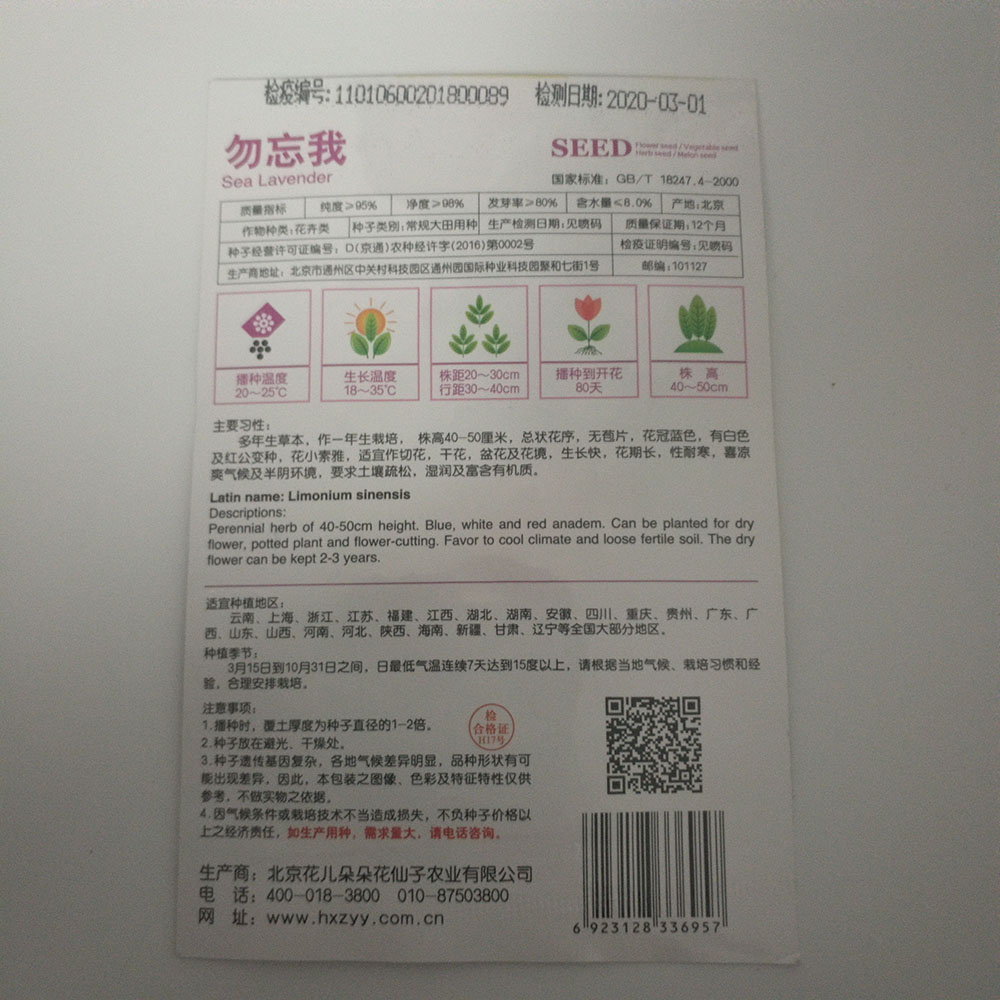 检疫编号:11010600201800089 检测日期:2020-03-01
勿忘我
Sea Lavender
SEED Flower seed / Vegetable seed
Herb seed / Melon seed
国家标准：GB/T 18247.4-2000
质量指标 纯度≥95% 净度≥98% 发芽率≥80% 含水量≤8.0% 产地:北京
作物种类:花卉类 种子类别:常规大田用种 生产检测日期:见喷码 质量保证期:12个月
种子经营许可证编号：D(京通)农种经许字(2016)第0002号 检疫证明编号:见喷码
生产商地址：北京市通州区中关村科技园区通州园国际种业科技园聚和七街1号 邮编:101127
播种温度
20～25℃
生长温度
18～35℃
株距20～30cm
行距30～40cm
播种到开花
80天
株 高
40～50cm
主要习性：
多年生草本，作一年生栽培， 株高40-50厘米，总状花序，无苞片，花冠蓝色，有白色
及红公变种，花小素雅，适宜作切花，干花，盆花及花境，生长快，花期长，性耐寒，喜凉
爽气候及半阴环境，要求土壤疏松，湿润及富含有机质。
Latin name: Limonium sinensis
Descriptions:
Perennial herb of 40-50cm height. Blue, white and red anadem. Can be planted for dry
flower, potted plant and flower-cutting. Favor to cool climate and loose fertile soil. The dry
flower can be kept 2-3 years.
适宜种植地区：
云南、上海、浙江、江苏、福建、江西、湖北、湖南、安徽、四川、重庆、贵州、广东、广
西、山东、山西、河南、河北、陕西、海南、新疆、甘肃、辽宁等全国大部分地区。
种植季节：
3月15日到10月31日之间，日最低气温连续7天达到15度以上，请根据当地气候、栽培习惯和经
验，合理安排栽培。
注意事项：
1.播种时，覆土厚度为种子直径的1-2倍。
2.种子放在避光、干燥处。
3.种子遗传基因复杂，各地气候差异明显，品种形状有可
能出现差异，因此，本包装之图像、色彩及特征特性仅供
参考，不做实物之依据。
4.因气候条件或栽培技术不当造成损失，不负种子价格以
上之经济责任，如生产用种，需求量大，请电话咨询。
检
合格证
H17号
生产商：北京花儿朵朵花仙子农业有限公司
电 话：400-018-3800 010-87503800
网 址：www.hxzyy.com.cn
6 923128 336957